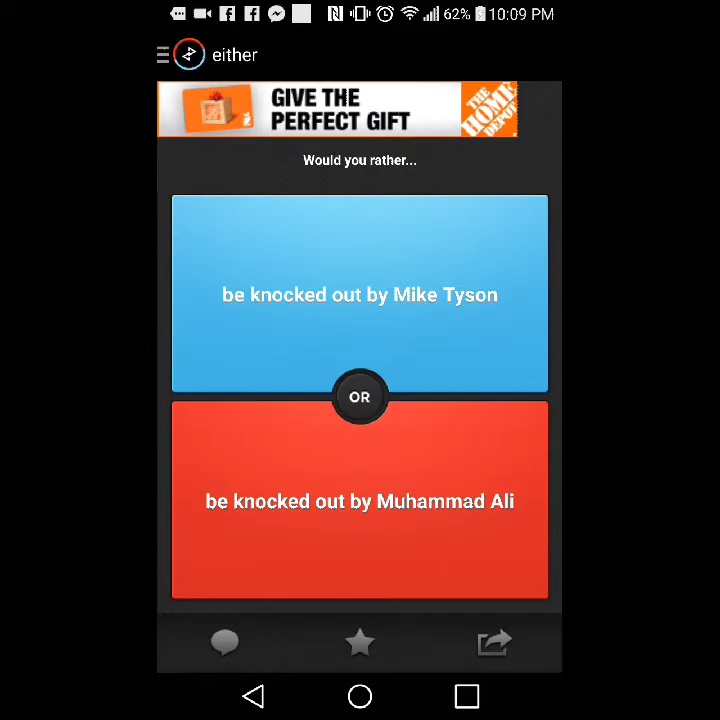 62% 10:09 PM
either
GIVE THE
PERFECT GIFT
THE
HOME
DEPOT
Would you rather...
be knocked out by Mike Tyson
OR
be knocked out by Muhammad Ali